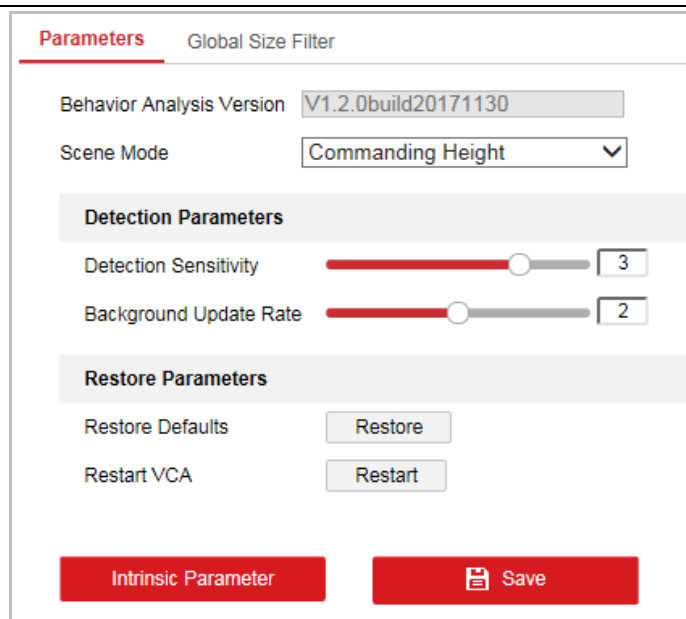 Parameters Global Size Filter
Behavior Analysis Version V1.2.0build20171130
Scene Mode Commanding Height
Detection Parameters
Detection Sensitivity 3
Background Update Rate 2
Restore Parameters
Restore Defaults Restore
Restart VCA Restart
Intrinsic Parameter Save